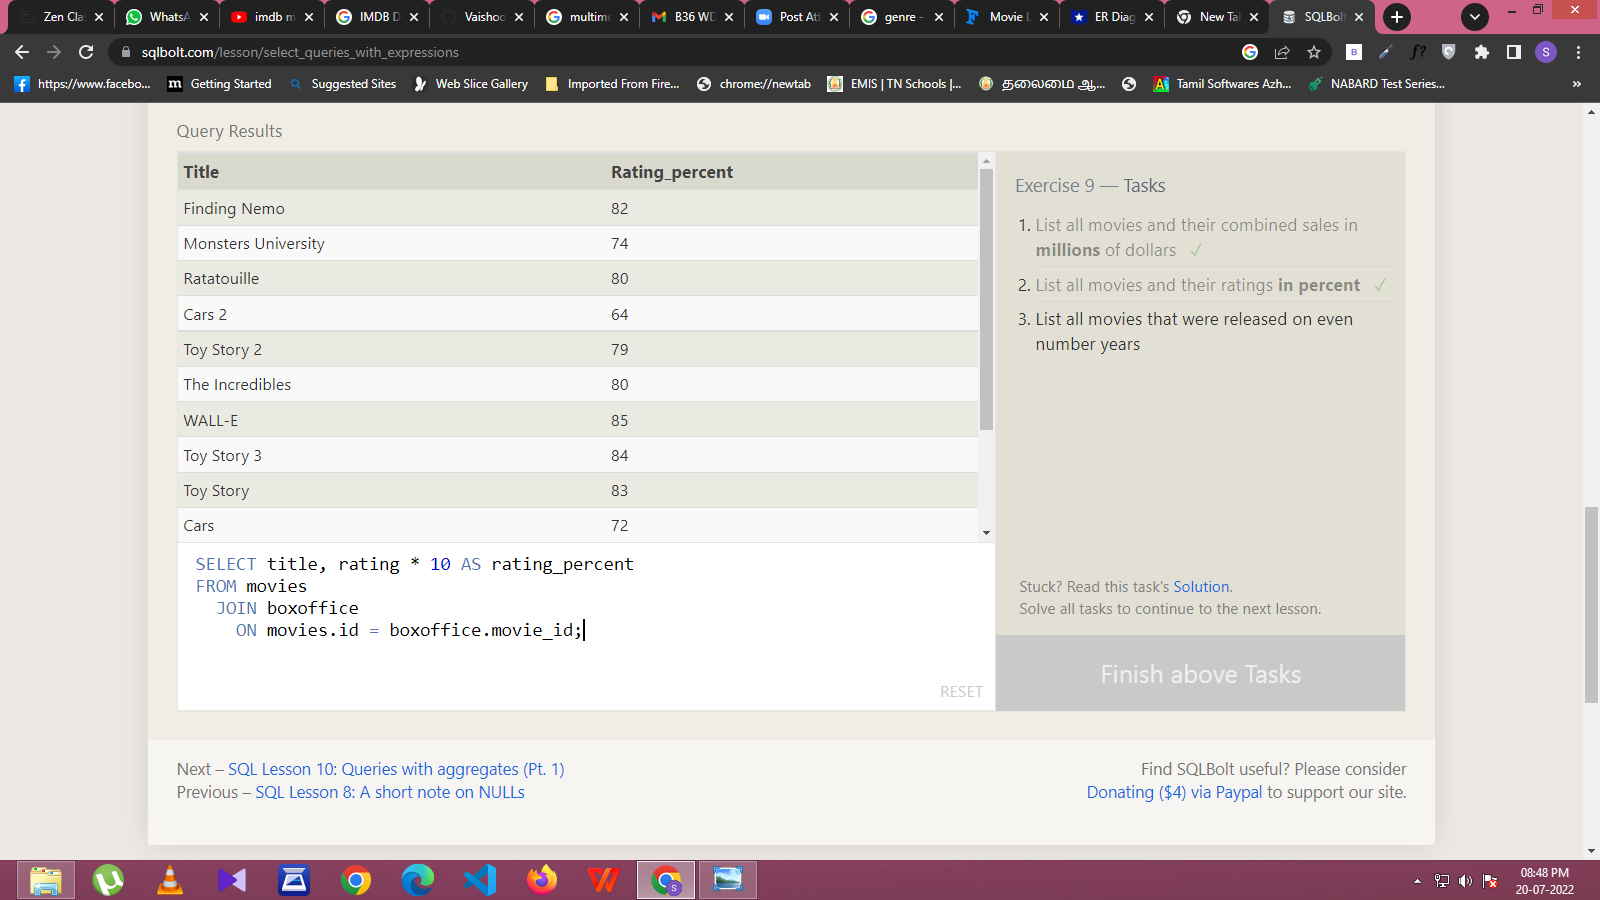 Zen Cla
WhatsA
imdb m
IMDB D
Vaishoo
multime
B36 WD
Post Att
genre -
Movie L
ER Diag
New Tab
SQLBolt
sqlbolt.com/lesson/select_queries_with_expressions
https://www.facebo...
Getting Started
Suggested Sites
Web Slice Gallery
Imported From Fire...
chrome://newtab
EMIS | TN Schools |...
தலைமை ஆ...
Tamil Softwares Azh...
NABARD Test Series...
»
Query Results
Title Rating_percent
Finding Nemo 82
Monsters University 74
Ratatouille 80
Cars 2 64
Toy Story 2 79
The Incredibles 80
WALL-E 85
Toy Story 3 84
Toy Story 83
Cars 72
SELECT title, rating * 10 AS rating_percent
FROM movies
JOIN boxoffice
ON movies.id = boxoffice.movie_id;
RESET
Exercise 9 — Tasks
1. List all movies and their combined sales in
millions of dollars ✓
2. List all movies and their ratings in percent ✓
3. List all movies that were released on even
number years
Stuck? Read this task's Solution.
Solve all tasks to continue to the next lesson.
Finish above Tasks
Next – SQL Lesson 10: Queries with aggregates (Pt. 1)
Previous – SQL Lesson 8: A short note on NULLs
Find SQLBolt useful? Please consider
Donating ($4) via Paypal to support our site.
08:48 PM
20-07-2022